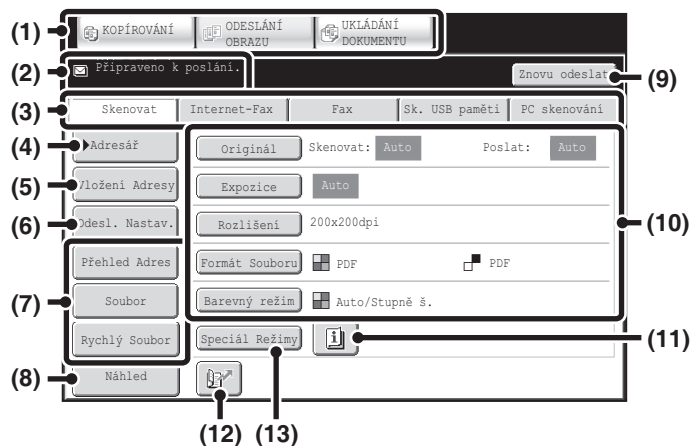 (1)
KOPÍROVÁNÍ
ODESLÁNÍ
OBRAZU
UKLÁDÁNÍ
DOKUMENTU
(2)
Připraveno k poslání.
Znovu odeslat
(9)
(3)
Skenovat
Internet-Fax
Fax
Sk. USB paměti
PC skenování
(4)
Adresář
Originál
Skenovat:
Auto
Poslat:
Auto
(5)
Vložení Adresy
Expozice
Auto
(6)
Odesl. Nastav.
Rozlišení
200x200dpi
(10)
Přehled Adres
Formát Souboru
PDF
PDF
(7)
Soubor
Barevný režim
Auto/Stupně š.
Rychlý Soubor
Speciál Režimy
(11)
(8)
Náhled
(12)
(13)